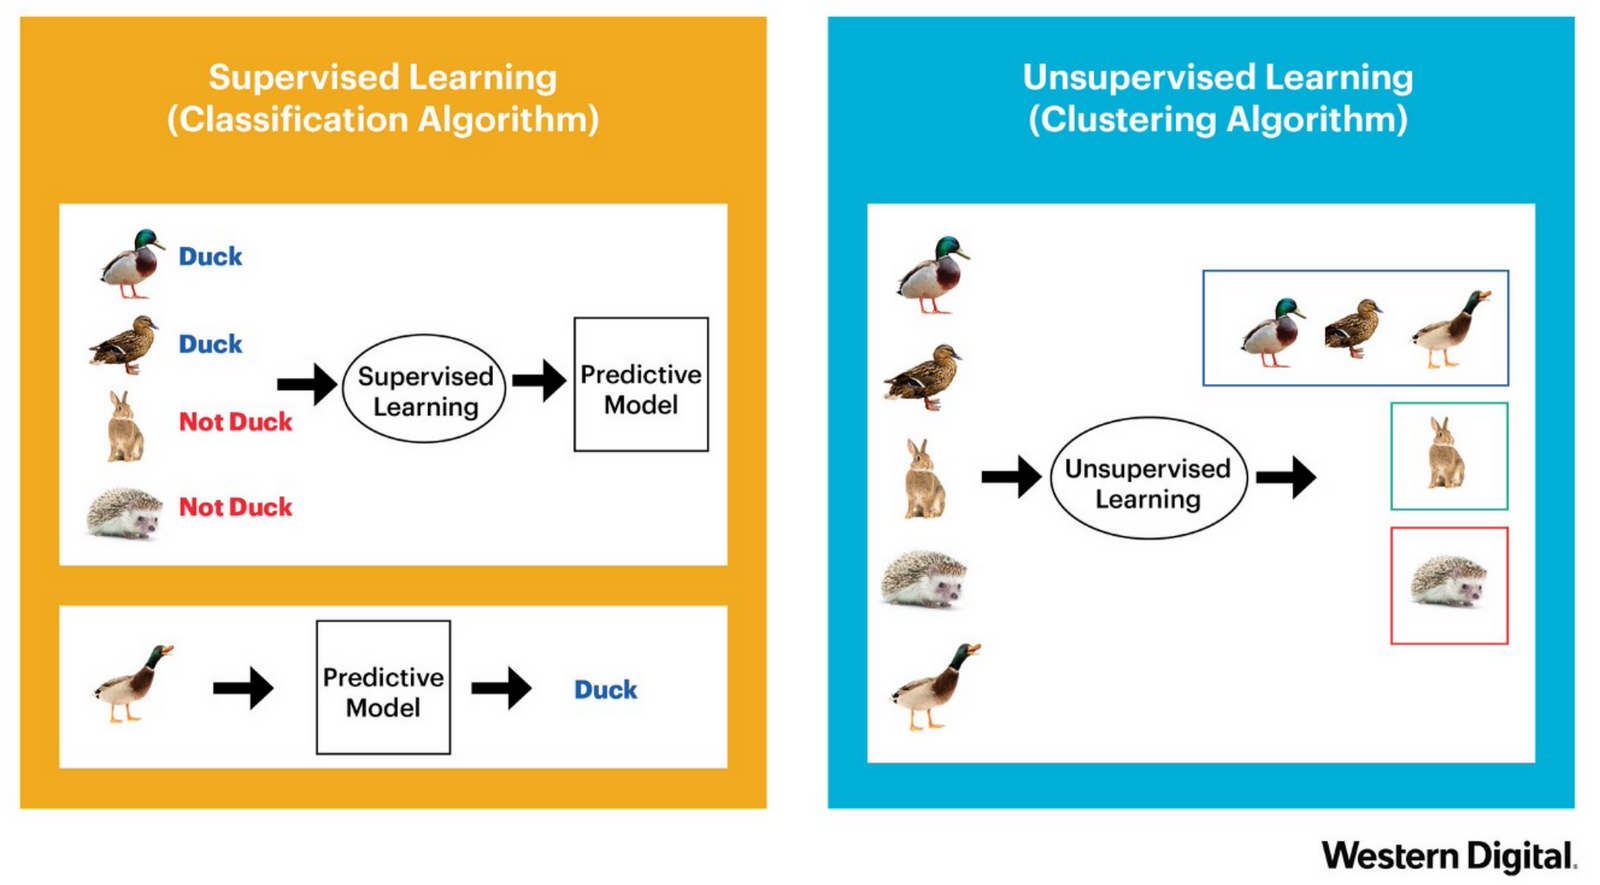 Supervised Learning
(Classification Algorithm)
Duck
Duck
Not Duck
Not Duck
Supervised
Learning
Predictive
Model
Predictive
Model
Duck
Unsupervised Learning
(Clustering Algorithm)
Unsupervised
Learning
Western Digital.